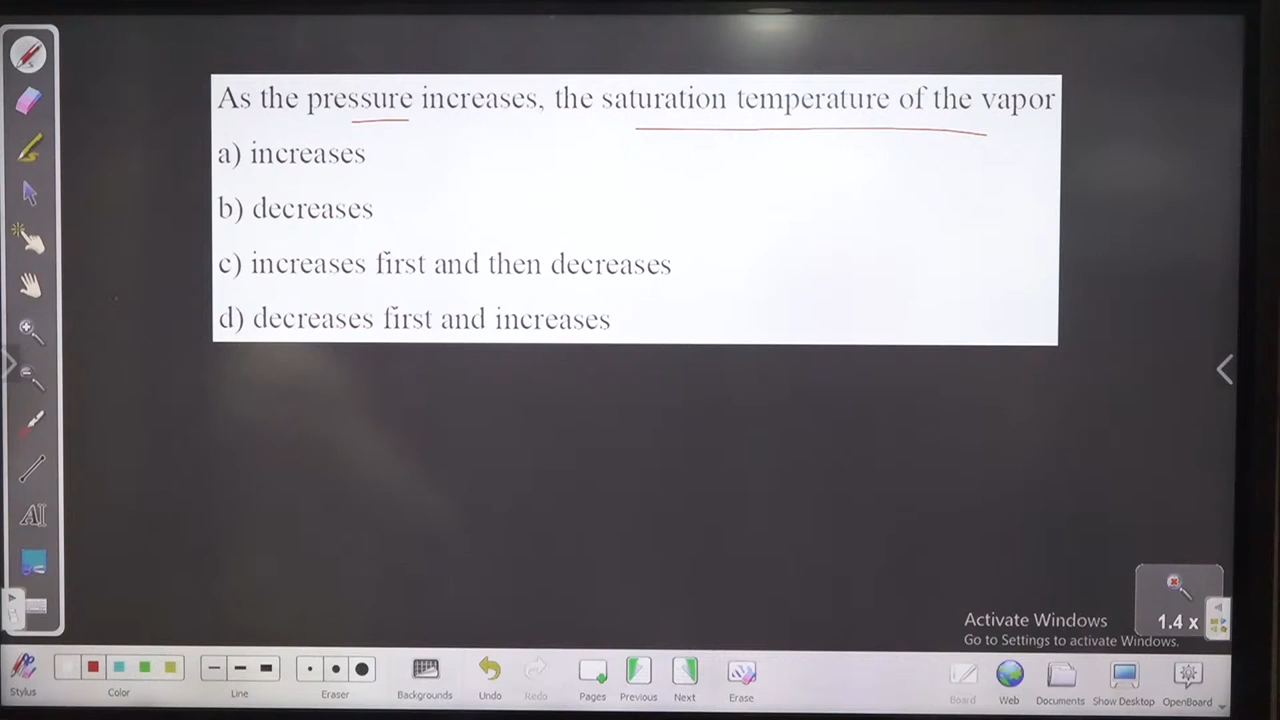 As the pressure increases, the saturation temperature of the vapor
a) increases
b) decreases
c) increases first and then decreases
d) decreases first and increases
AI
1.4 x
Activate Windows
Go to Settings to activate Windows.
Stylus
Color
Line
Eraser
Backgrounds
Undo
Redo
Pages
Previous
Next
Erase
Board
Web
Documents
Show Desktop
OpenBoard